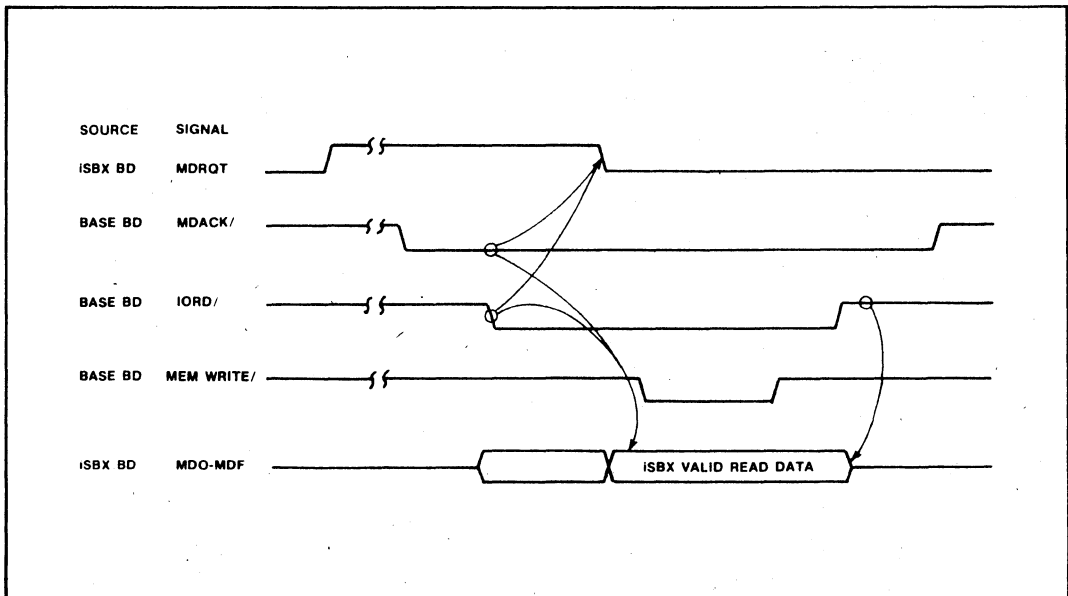 SOURCE SIGNAL
iSBX BD MDRQT
BASE BD MDACK/
BASE BD IORD/
BASE BD MEM WRITE/
iSBX BD MDO-MDF
iSBX VALID READ DATA